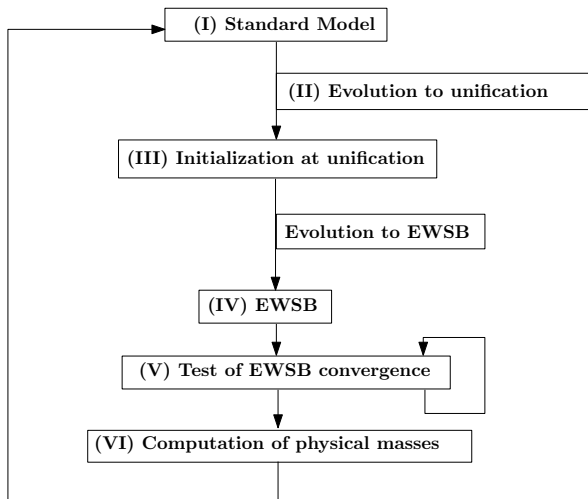 (I) Standard Model
(II) Evolution to unification
(III) Initialization at unification
Evolution to EWSB
(IV) EWSB
(V) Test of EWSB convergence
(VI) Computation of physical masses